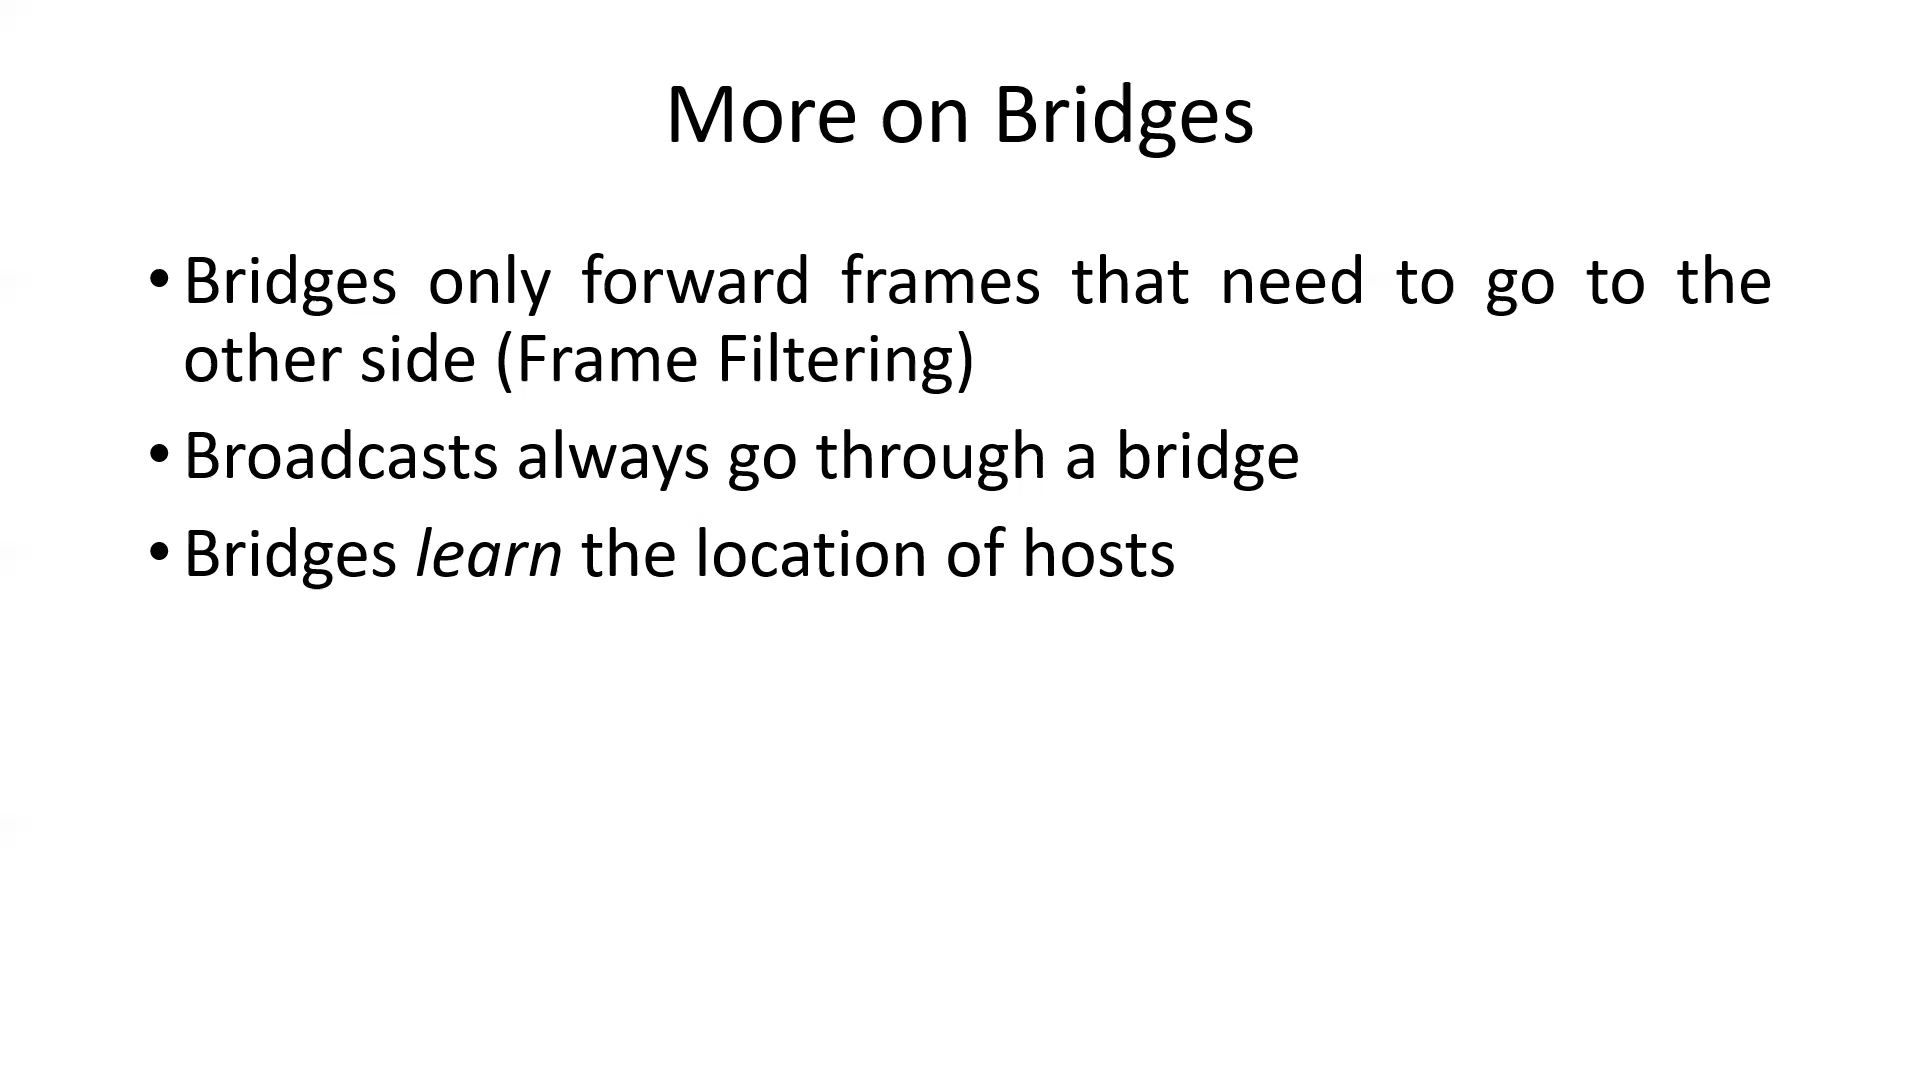 More on Bridges
• Bridges only forward frames that need to go to the
other side (Frame Filtering)
• Broadcasts always go through a bridge
• Bridges learn the location of hosts